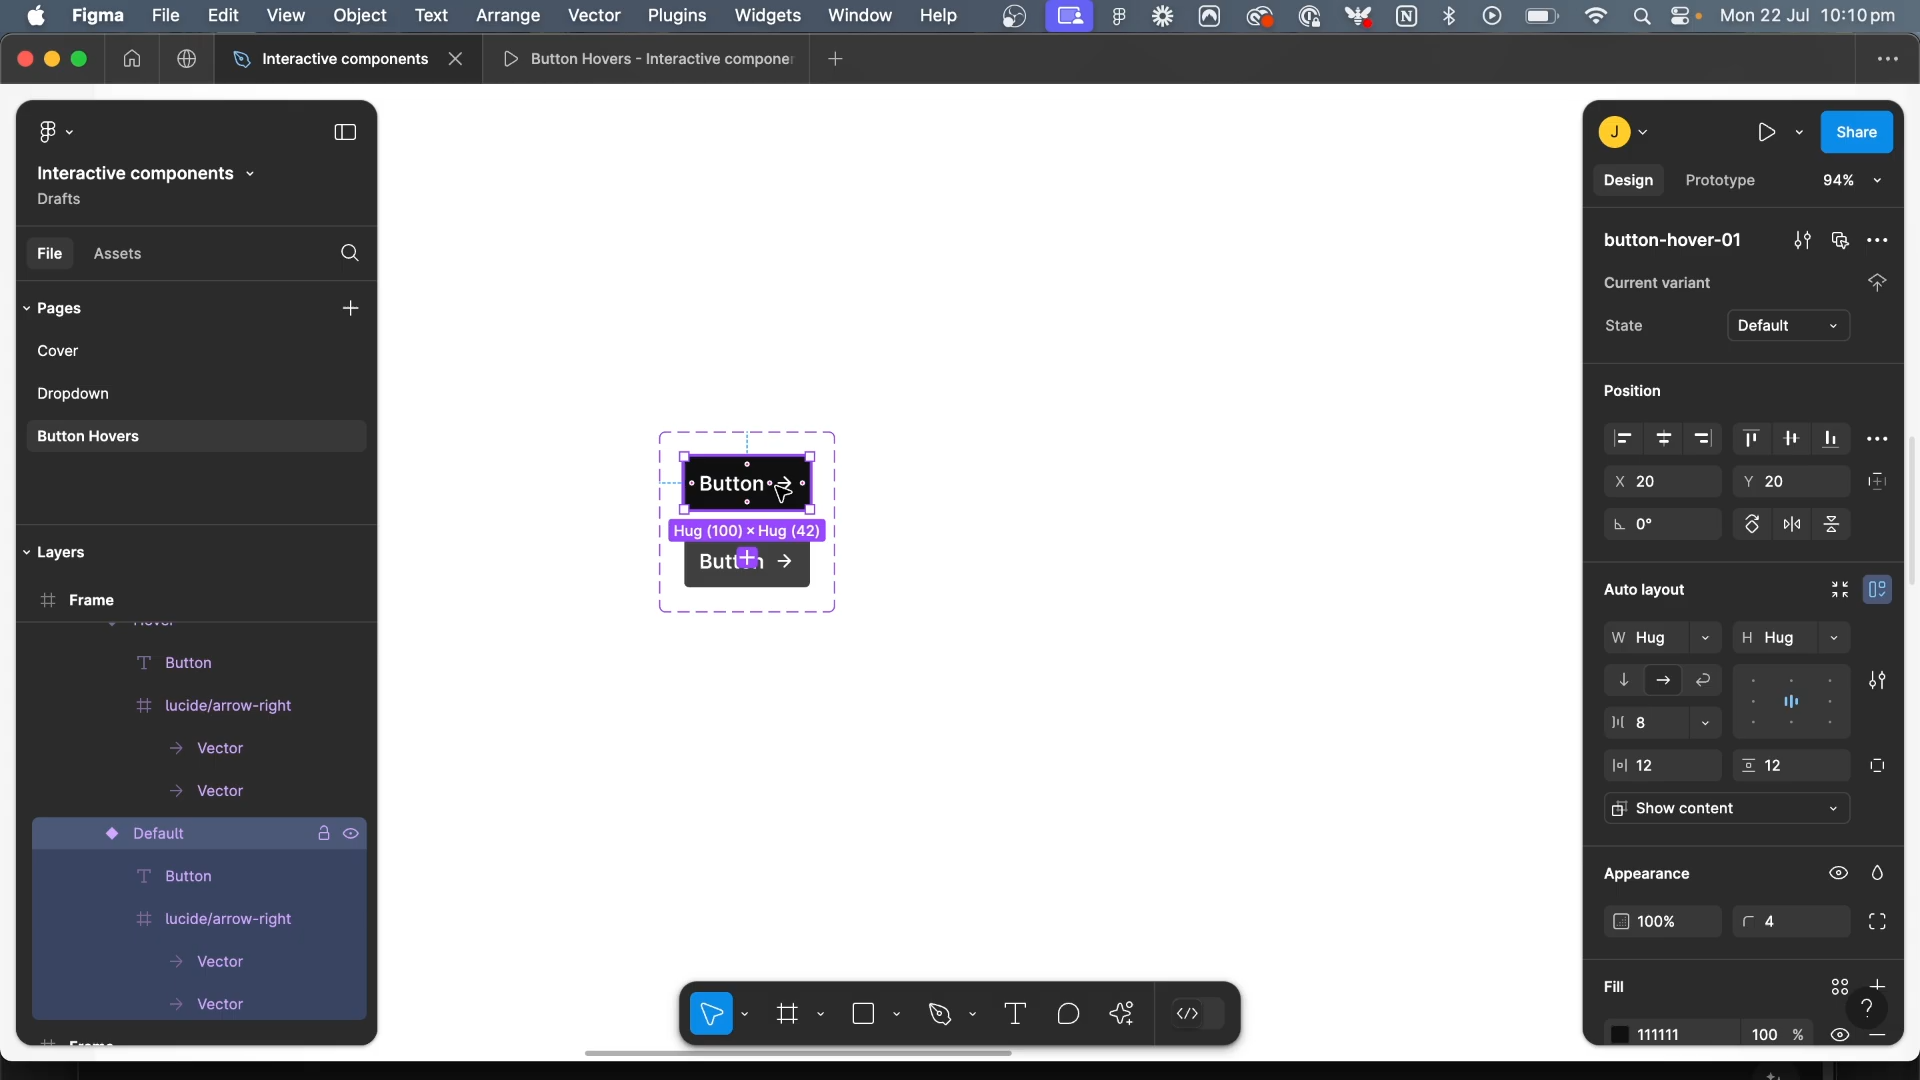 Figma File Edit View Object Text Arrange Vector Plugins Widgets Window Help Mon 22 Jul 10:10 pm
Interactive components
Button Hovers - Interactive compone
Interactive components
Drafts
File Assets
Pages
Cover
Dropdown
Button Hovers
Layers
Frame
Hover
Button
lucide/arrow-right
Vector
Vector
Default
Button
lucide/arrow-right
Vector
Vector
Frame
Button
Hug (100) × Hug (42)
Button
J
Share
Design Prototype 94%
button-hover-01
Current variant
State Default
Position
X 20 Y 20
0°
Auto layout
W Hug H Hug
8
12 12
Show content
Appearance
100% 4
Fill
?
111111 100 %